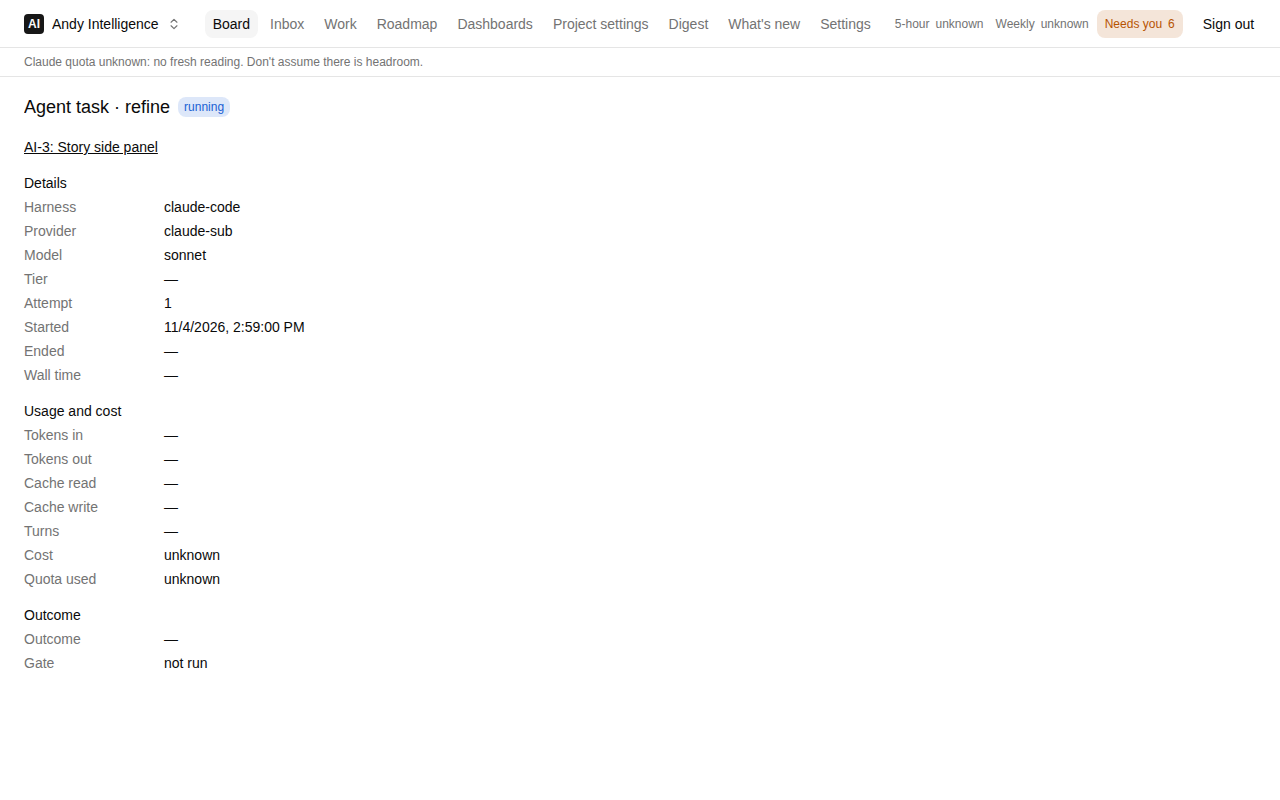 AI Andy Intelligence Board Inbox Work Roadmap Dashboards Project settings Digest What's new Settings 5-hour unknown Weekly unknown Needs you 6 Sign out
Claude quota unknown: no fresh reading. Don't assume there is headroom.
Agent task · refine running
AI-3: Story side panel
Details
Harness claude-code
Provider claude-sub
Model sonnet
Tier —
Attempt 1
Started 11/4/2026, 2:59:00 PM
Ended —
Wall time —
Usage and cost
Tokens in —
Tokens out —
Cache read —
Cache write —
Turns —
Cost unknown
Quota used unknown
Outcome
Outcome —
Gate not run